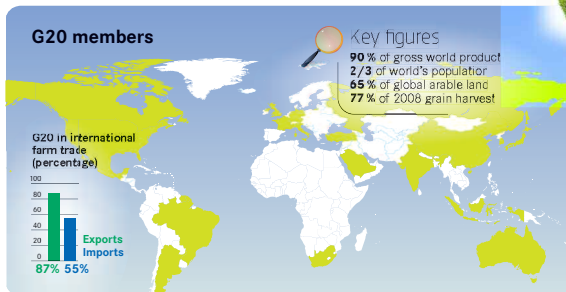 G20 members
Key figures
90 % of gross world product
2/3 of world's population
65 % of global arable land
77 % of 2008 grain harvest
G20 in international
farm trade
(percentage)
100
80
60
40
20
0
Exports
Imports
87% 55%